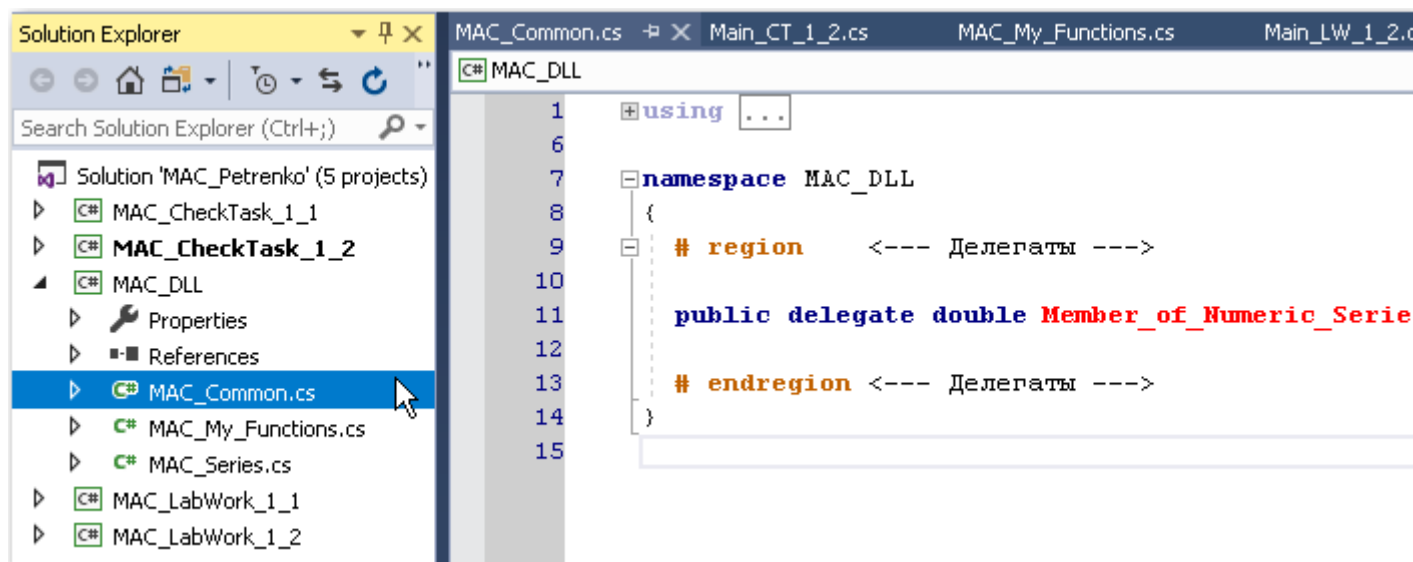 Solution Explorer
Search Solution Explorer (Ctrl+;)
Solution 'MAC_Petrenko' (5 projects)
C# MAC_CheckTask_1_1
C# MAC_CheckTask_1_2
C# MAC_DLL
Properties
References
C# MAC_Common.cs
C# MAC_My_Functions.cs
C# MAC_Series.cs
C# MAC_LabWork_1_1
C# MAC_LabWork_1_2
MAC_Common.cs Main_CT_1_2.cs MAC_My_Functions.cs Main_LW_1_2.c
C# MAC_DLL
1 using ...
6
7 namespace MAC_DLL
8 {
9 # region <--- Делегаты --->
10
11 public delegate double Member_of_Numeric_Serie
12
13 # endregion <--- Делегаты --->
14 }
15